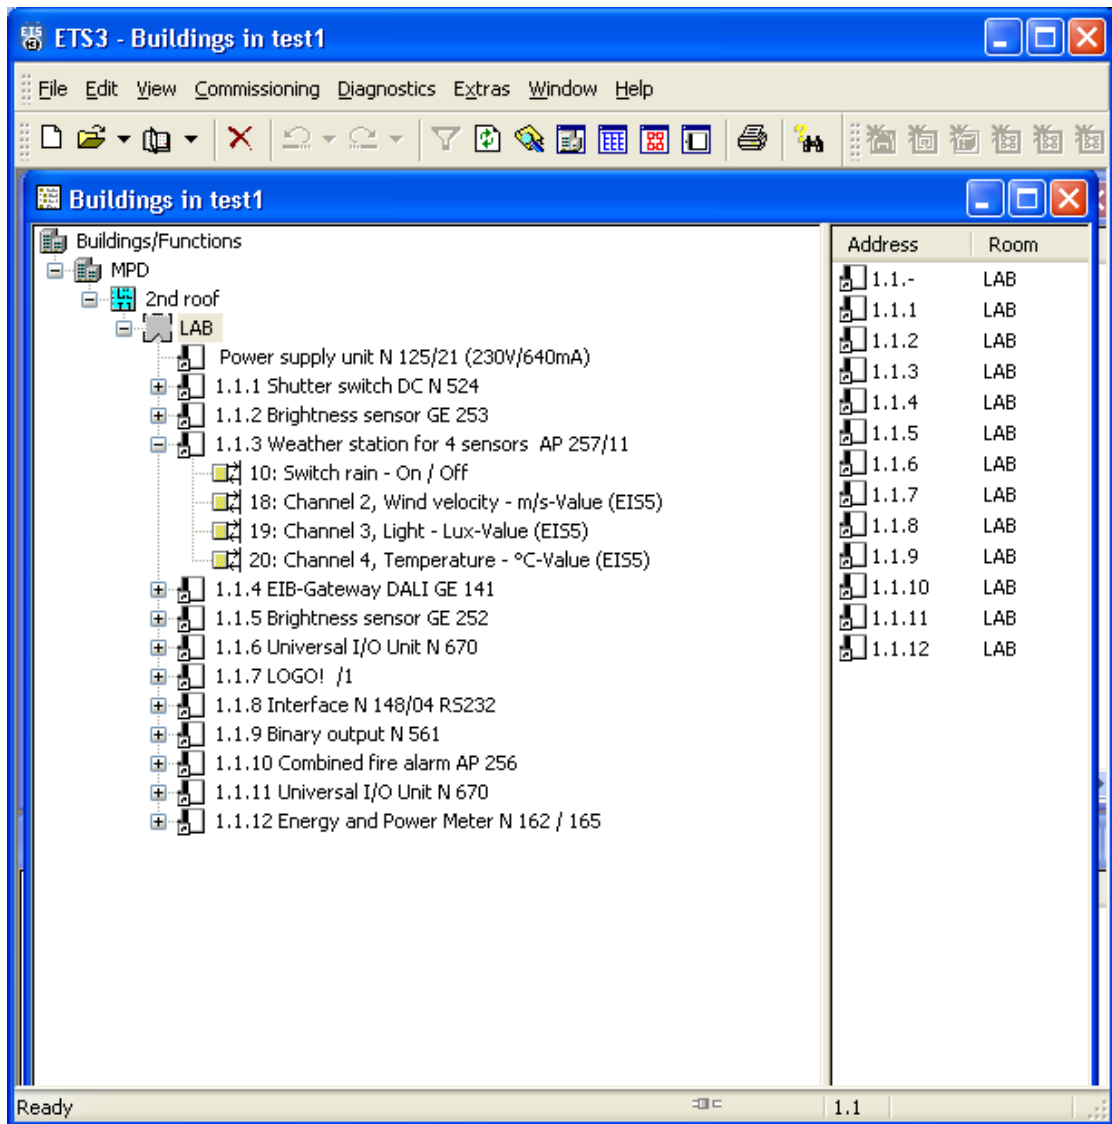 ETS3 - Buildings in test1
File Edit View Commissioning Diagnostics Extras Window Help
Buildings in test1
Buildings/Functions
MPD
2nd roof
LAB
Power supply unit N 125/21 (230V/640mA)
1.1.1 Shutter switch DC N 524
1.1.2 Brightness sensor GE 253
1.1.3 Weather station for 4 sensors  AP 257/11
10: Switch rain - On / Off
18: Channel 2, Wind velocity - m/s-Value (EIS5)
19: Channel 3, Light - Lux-Value (EIS5)
20: Channel 4, Temperature - °C-Value (EIS5)
1.1.4 EIB-Gateway DALI GE 141
1.1.5 Brightness sensor GE 252
1.1.6 Universal I/O Unit N 670
1.1.7 LOGO!  /1
1.1.8 Interface N 148/04 RS232
1.1.9 Binary output N 561
1.1.10 Combined fire alarm AP 256
1.1.11 Universal I/O Unit N 670
1.1.12 Energy and Power Meter N 162 / 165
Address Room
1.1.- LAB
1.1.1 LAB
1.1.2 LAB
1.1.3 LAB
1.1.4 LAB
1.1.5 LAB
1.1.6 LAB
1.1.7 LAB
1.1.8 LAB
1.1.9 LAB
1.1.10 LAB
1.1.11 LAB
1.1.12 LAB
Ready 1.1